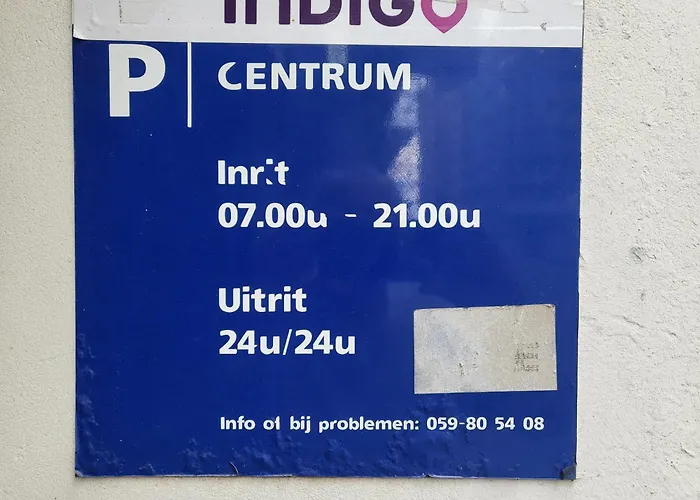 INDIGO
P CENTRUM
Inrit
07.00u - 21.00u
Uitrit
24u/24u
Info of bij problemen: 059-80 54 08